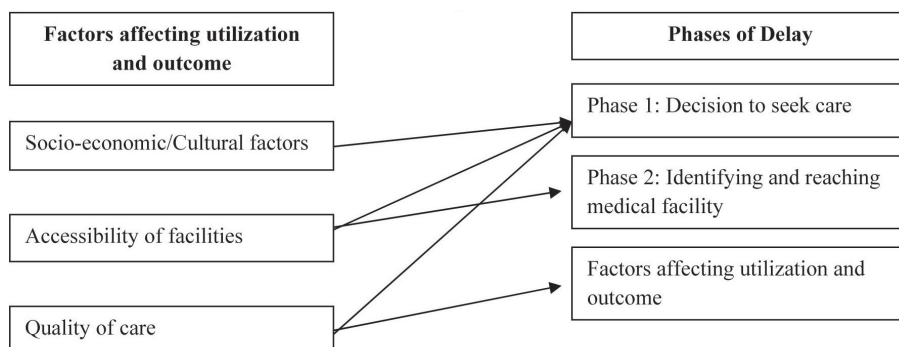 Factors affecting utilization
and outcome
Socio-economic/Cultural factors
Accessibility of facilities
Quality of care
Phases of Delay
Phase 1: Decision to seek care
Phase 2: Identifying and reaching
medical facility
Factors affecting utilization and
outcome